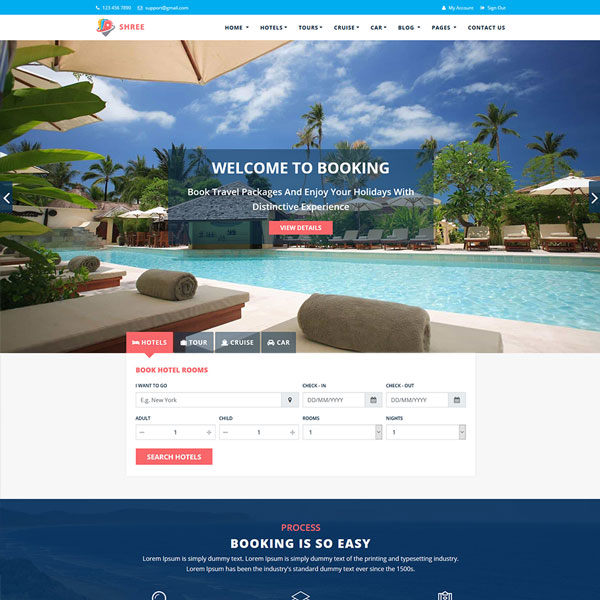 123 456 7890 support@gmail.com My Account Sign Out
SHREE HOME HOTELS TOURS CRUISE CAR BLOG PAGES CONTACT US
WELCOME TO BOOKING
Book Travel Packages And Enjoy Your Holidays With
Distinctive Experience
VIEW DETAILS
HOTELS TOUR CRUISE CAR
BOOK HOTEL ROOMS
I WANT TO GO CHECK - IN CHECK - OUT
E.g. New York DD/MM/YYYY DD/MM/YYYY
ADULT CHILD ROOMS NIGHTS
1 1 1 1
SEARCH HOTELS
PROCESS
BOOKING IS SO EASY
Lorem Ipsum is simply dummy text. Lorem Ipsum is simply dummy text of the printing and typesetting industry.
Lorem Ipsum has been the industry's standard dummy text ever since the 1500s.